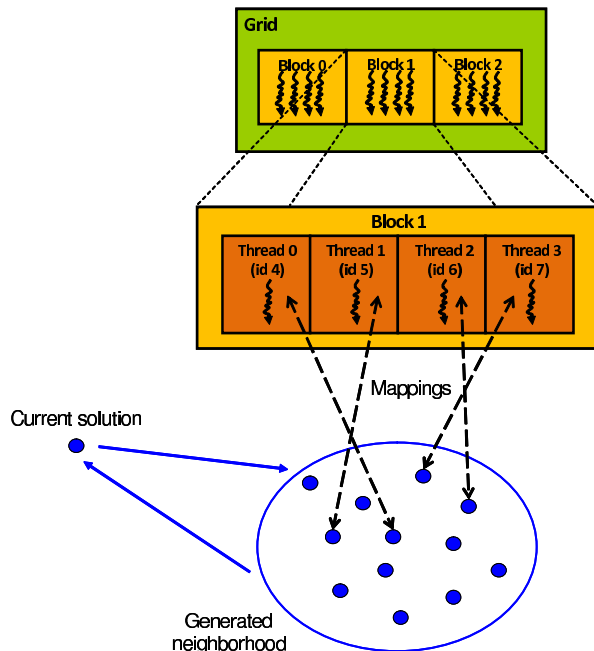 Grid
Block 0 Block 1 Block 2
Block 1
Thread 0 Thread 1 Thread 2 Thread 3
(id 4) (id 5) (id 6) (id 7)
Mappings
Current solution
Generated
neighborhood